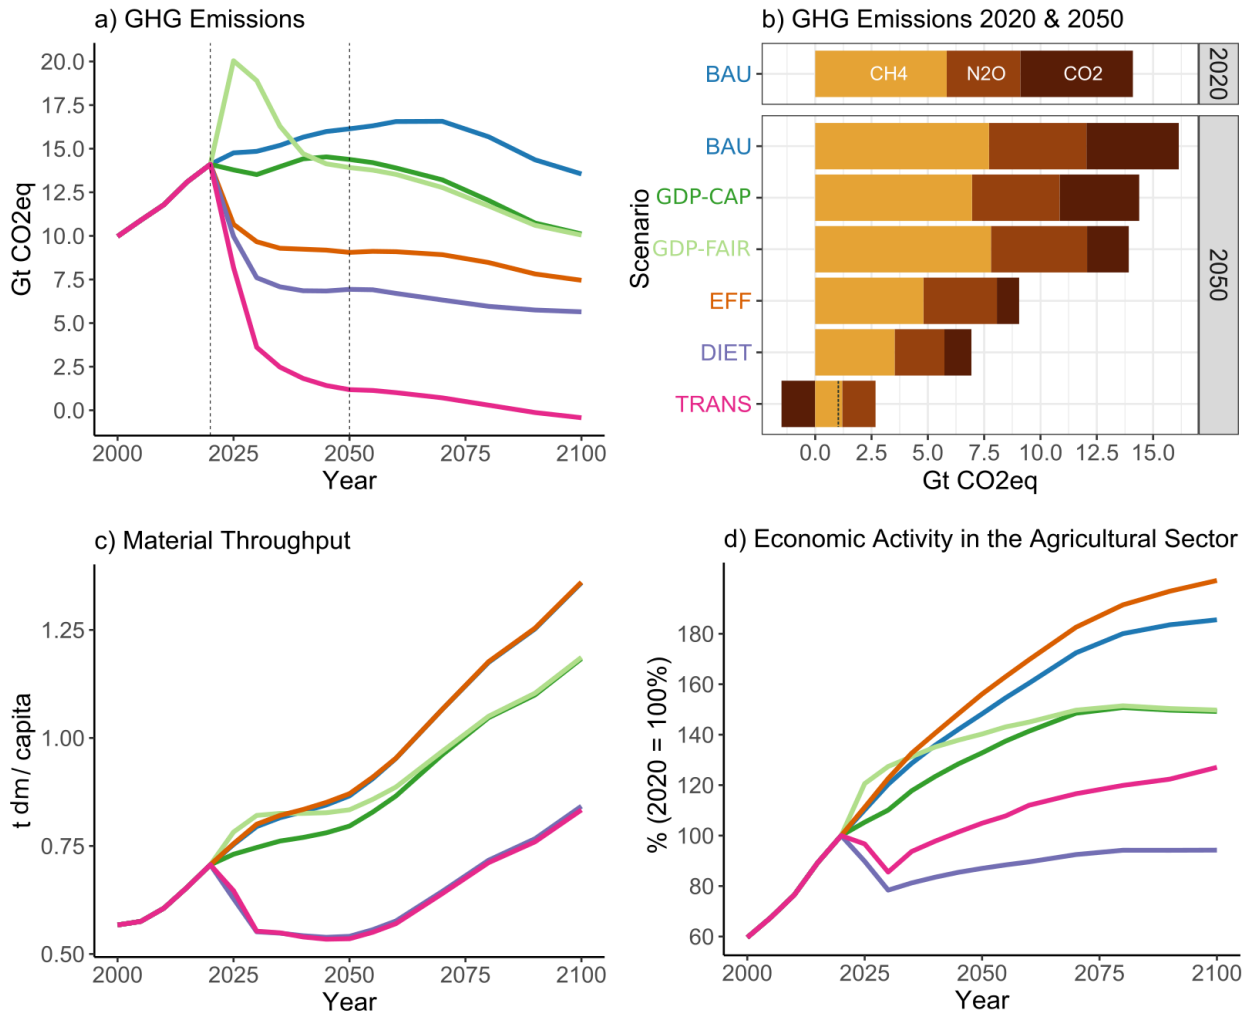 a) GHG Emissions
20.0
17.5
15.0
12.5
10.0
7.5
5.0
2.5
0.0
Gt CO2eq
2000
2025
2050
2075
2100
Year
b) GHG Emissions 2020 & 2050
BAU
CH4
N2O
CO2
2020
BAU
GDP-CAP
GDP-FAIR
EFF
DIET
TRANS
Scenario
2050
0.0
2.5
5.0
7.5
10.0
12.5
15.0
Gt CO2eq
c) Material Throughput
1.25
1.00
0.75
0.50
t dm / capita
2000
2025
2050
2075
2100
Year
d) Economic Activity in the Agricultural Sector
180
160
140
120
100
80
60
% (2020 = 100%)
2000
2025
2050
2075
2100
Year